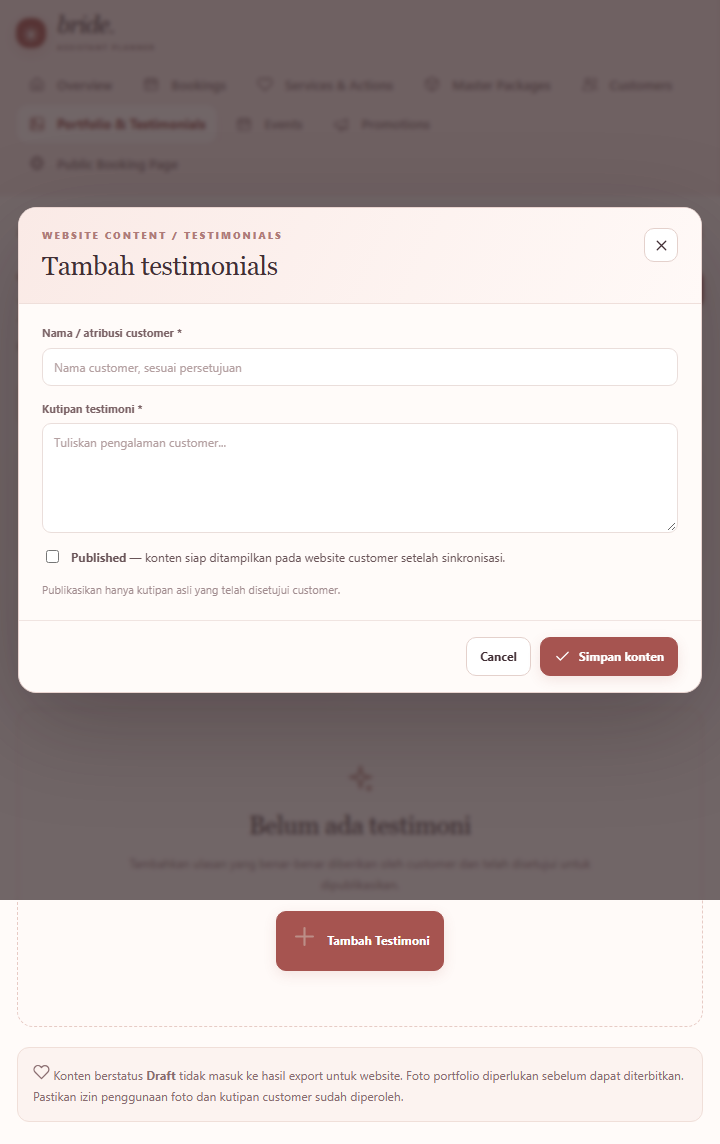 bride.
Overview
Bookings
Services & Actions
Master Packages
Customers
Portfolio & Testimonials
Events
Promotions
Public Booking Page
WEBSITE CONTENT / TESTIMONIALS
Tambah testimonials
Nama / atribusi customer *
Nama customer, sesuai persetujuan
Kutipan testimoni *
Tuliskan pengalaman customer...
Published — konten siap ditampilkan pada website customer setelah sinkronisasi.
Publikasikan hanya kutipan asli yang telah disetujui customer.
Cancel
Simpan konten
Belum ada testimoni
Tambahkan ulasan yang benar-benar diberikan oleh customer dan telah disetujui untuk
dipublikasikan.
Tambah Testimoni
Konten berstatus Draft tidak masuk ke hasil export untuk website. Foto portfolio diperlukan sebelum dapat diterbitkan.
Pastikan izin penggunaan foto dan kutipan customer sudah diperoleh.